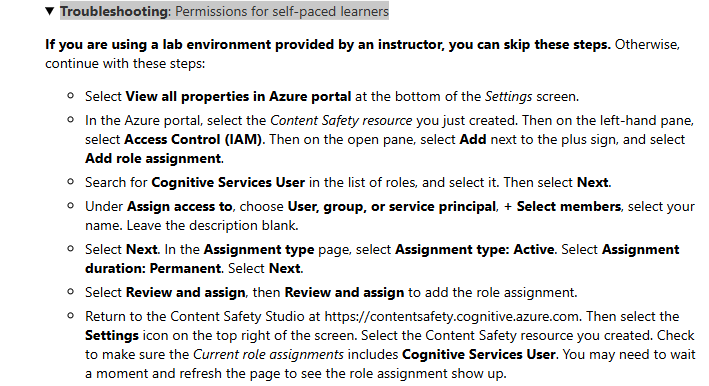 ▼ Troubleshooting: Permissions for self-paced learners
If you are using a lab environment provided by an instructor, you can skip these steps. Otherwise,
continue with these steps:
○ Select View all properties in Azure portal at the bottom of the Settings screen.
○ In the Azure portal, select the Content Safety resource you just created. Then on the left-hand pane,
select Access Control (IAM). Then on the open pane, select Add next to the plus sign, and select
Add role assignment.
○ Search for Cognitive Services User in the list of roles, and select it. Then select Next.
○ Under Assign access to, choose User, group, or service principal, + Select members, select your
name. Leave the description blank.
○ Select Next. In the Assignment type page, select Assignment type: Active. Select Assignment
duration: Permanent. Select Next.
○ Select Review and assign, then Review and assign to add the role assignment.
○ Return to the Content Safety Studio at https://contentsafety.cognitive.azure.com. Then select the
Settings icon on the top right of the screen. Select the Content Safety resource you created. Check
to make sure the Current role assignments includes Cognitive Services User. You may need to wait
a moment and refresh the page to see the role assignment show up.